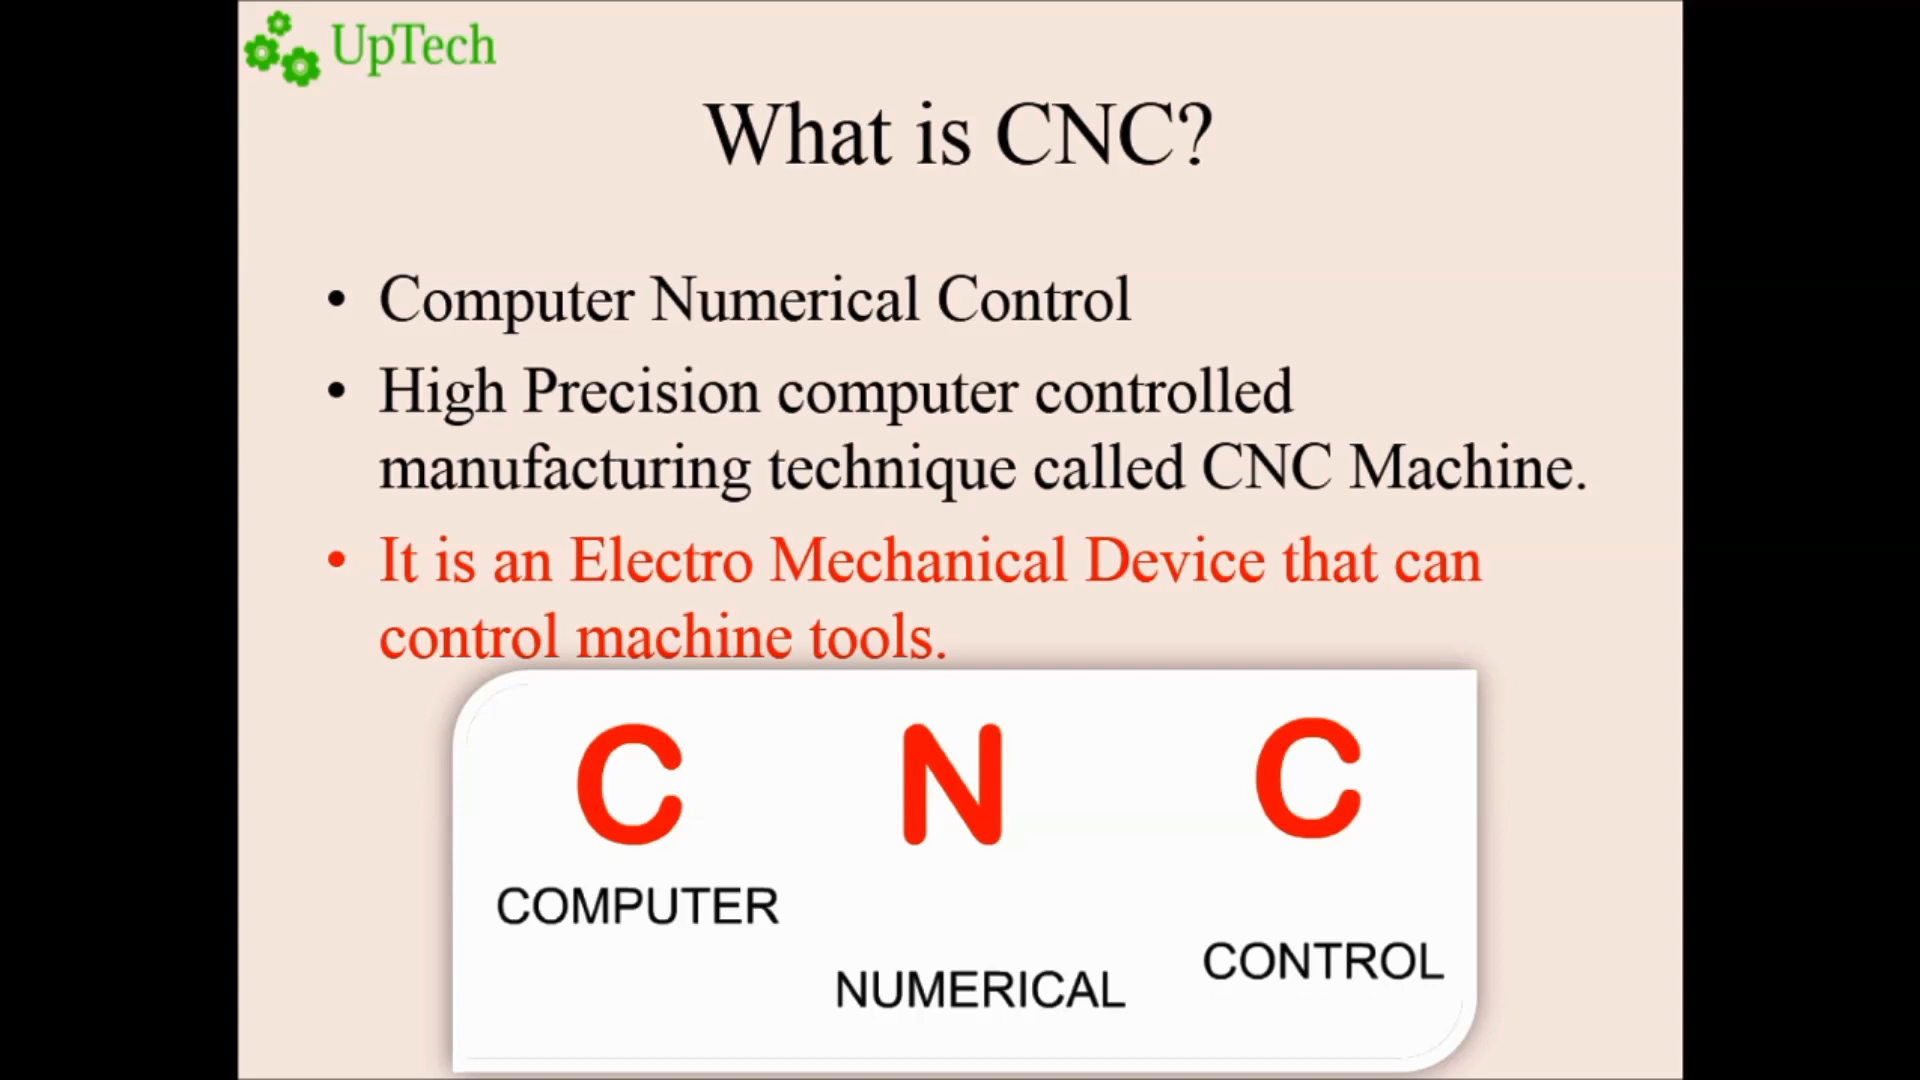 UpTech
What is CNC?
• Computer Numerical Control
• High Precision computer controlled
manufacturing technique called CNC Machine.
• It is an Electro Mechanical Device that can
control machine tools.
C N C
COMPUTER
NUMERICAL
CONTROL